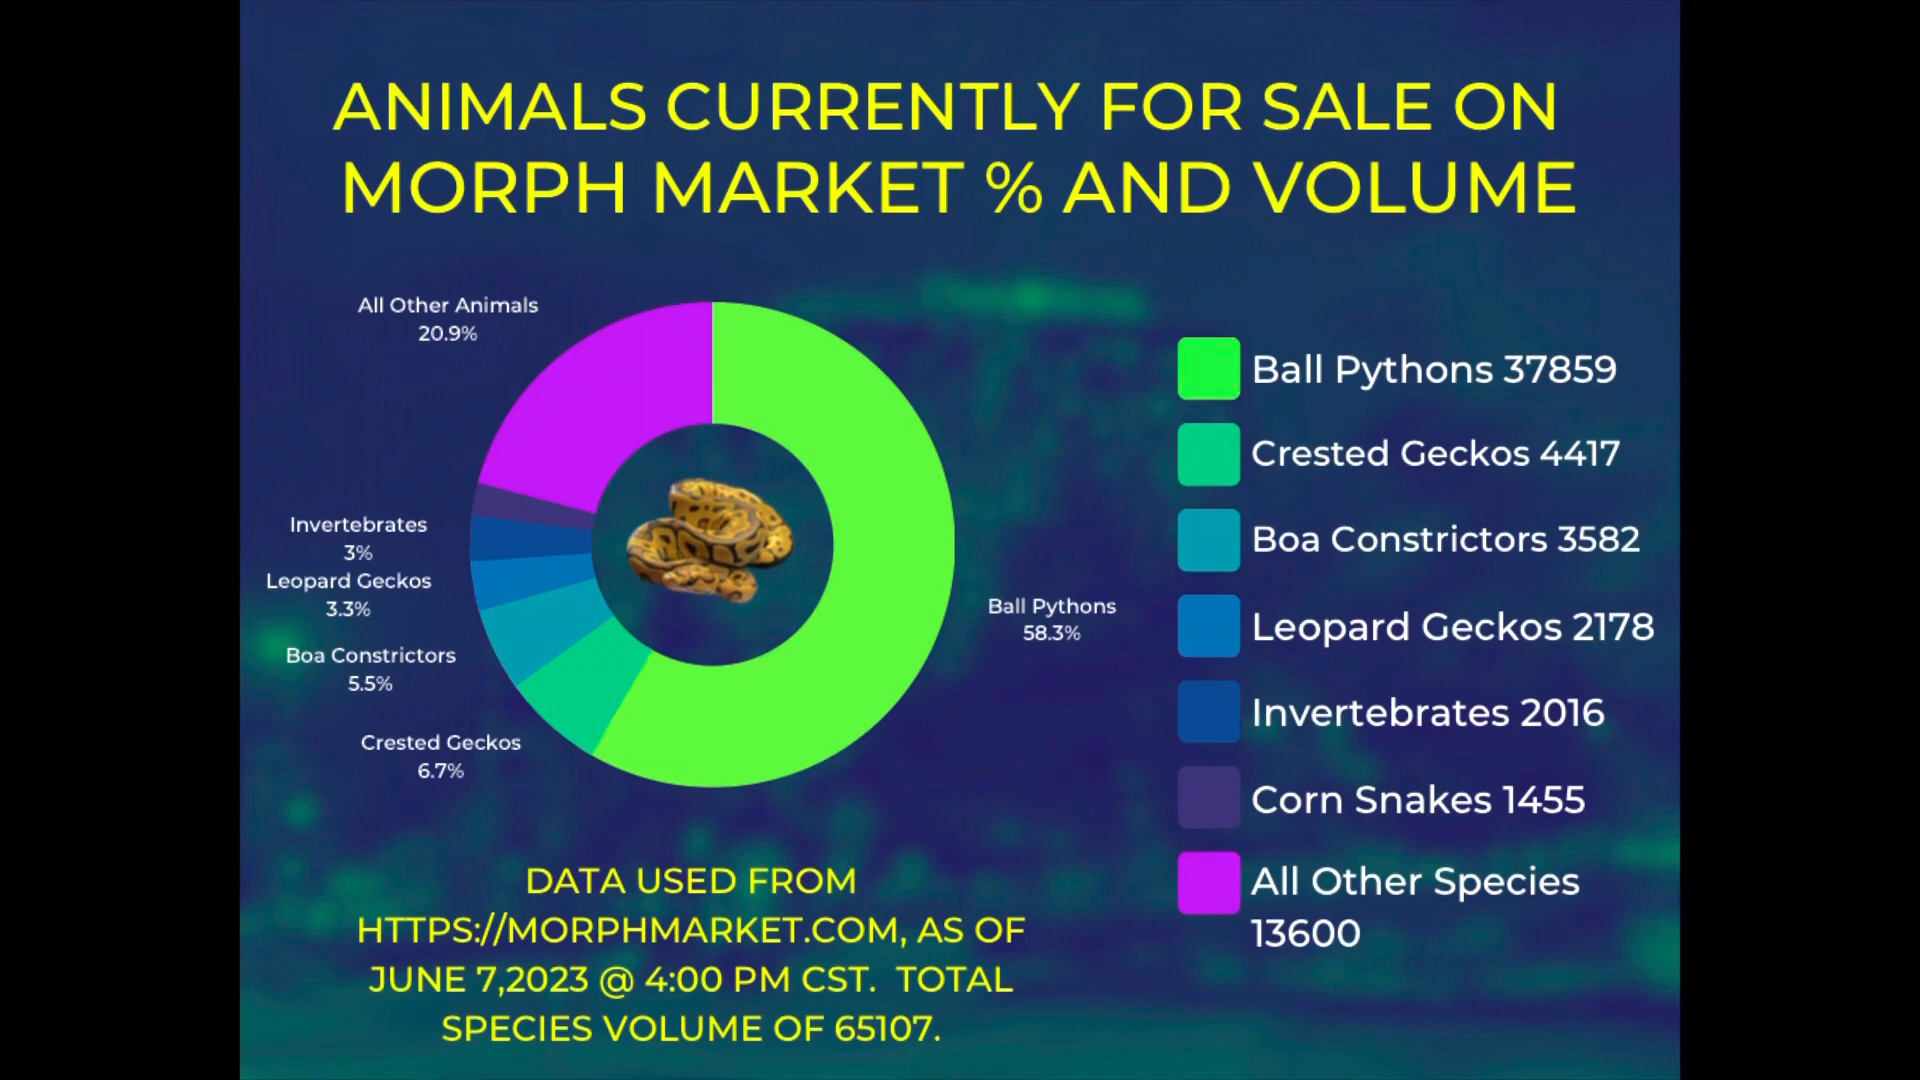 ANIMALS CURRENTLY FOR SALE ON
MORPH MARKET % AND VOLUME
All Other Animals
20.9%
Invertebrates
3%
Leopard Geckos
3.3%
Boa Constrictors
5.5%
Crested Geckos
6.7%
Ball Pythons
58.3%
Ball Pythons 37859
Crested Geckos 4417
Boa Constrictors 3582
Leopard Geckos 2178
Invertebrates 2016
Corn Snakes 1455
All Other Species
13600
DATA USED FROM
HTTPS://MORPHMARKET.COM, AS OF
JUNE 7,2023 @ 4:00 PM CST. TOTAL
SPECIES VOLUME OF 65107.